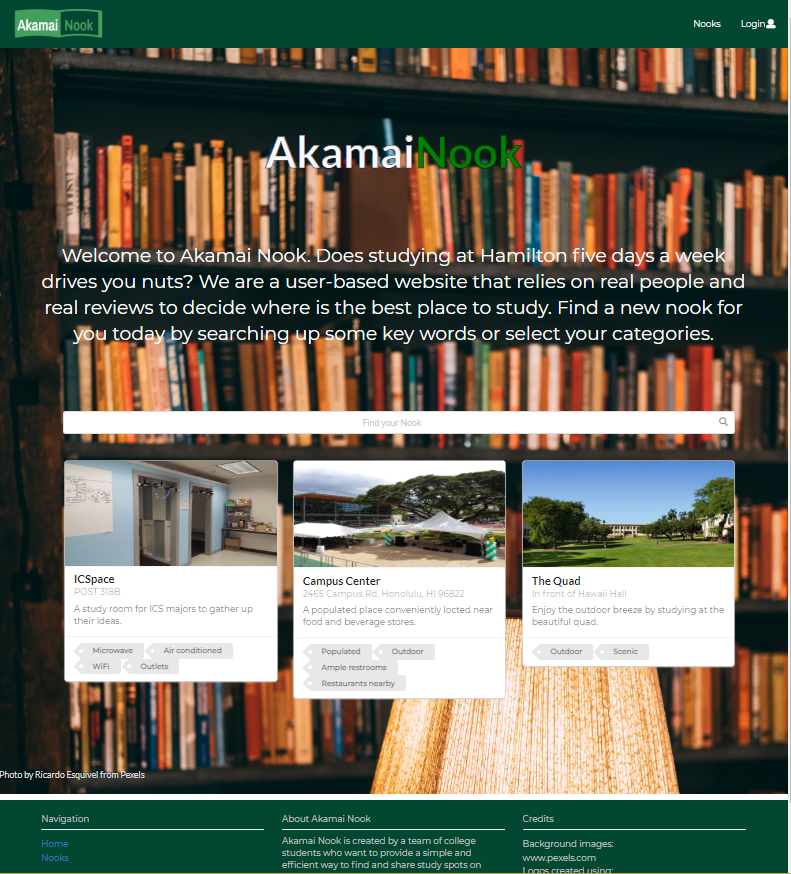 Akamai Nook
Nooks
Login
AkamaiNook
Welcome to Akamai Nook. Does studying at Hamilton five days a week
drives you nuts? We are a user-based website that relies on real people and
real reviews to decide where is the best place to study. Find a new nook for
you today by searching up some key words or select your categories.
Find your Nook
ICSpace
POST 318B
A study room for ICS majors to gather up
their ideas.
Microwave
Air conditioned
WiFi
Outlets
Campus Center
2465 Campus Rd, Honolulu, HI 96822
A populated place conveniently locted near
food and beverage stores.
Populated
Outdoor
Ample restrooms
Restaurants nearby
The Quad
In front of Hawaii Hall
Enjoy the outdoor breeze by studying at the
beautiful quad.
Outdoor
Scenic
Photo by Ricardo Esquivel from Pexels
Navigation
Home
Nooks
About Akamai Nook
Akamai Nook is created by a team of college
students who want to provide a simple and
efficient way to find and share study spots on
Credits
Background images:
www.pexels.com
Logos created using: